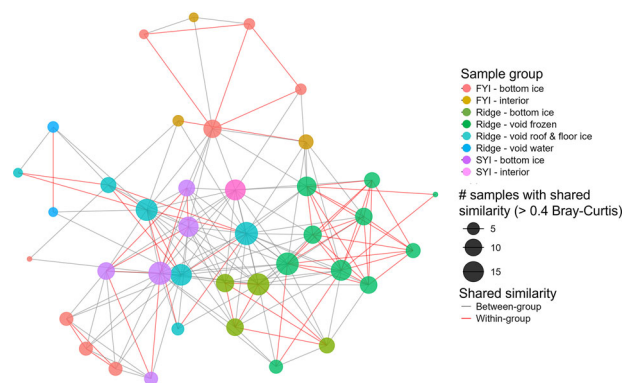 Sample group
FYI - bottom ice
FYI - interior
Ridge - bottom ice
Ridge - void frozen
Ridge - void roof & floor ice
Ridge - void water
SYI - bottom ice
SYI - interior
# samples with shared
similarity (> 0.4 Bray-Curtis)
5
10
15
Shared similarity
Between-group
Within-group